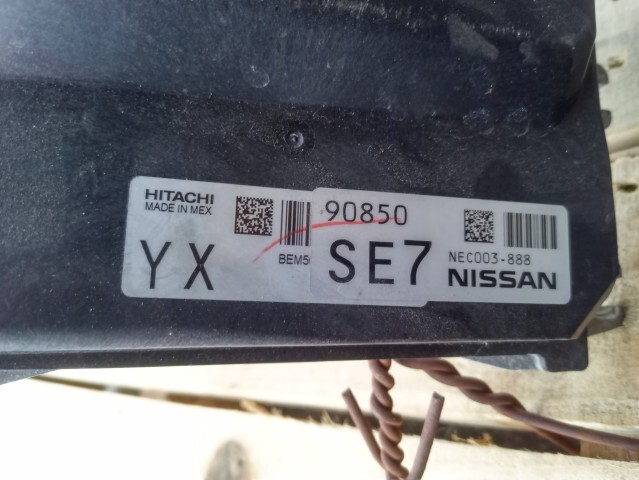 HITACHI
MADE IN MEX
YX
90850
SE7
NEC003-888
NISSAN